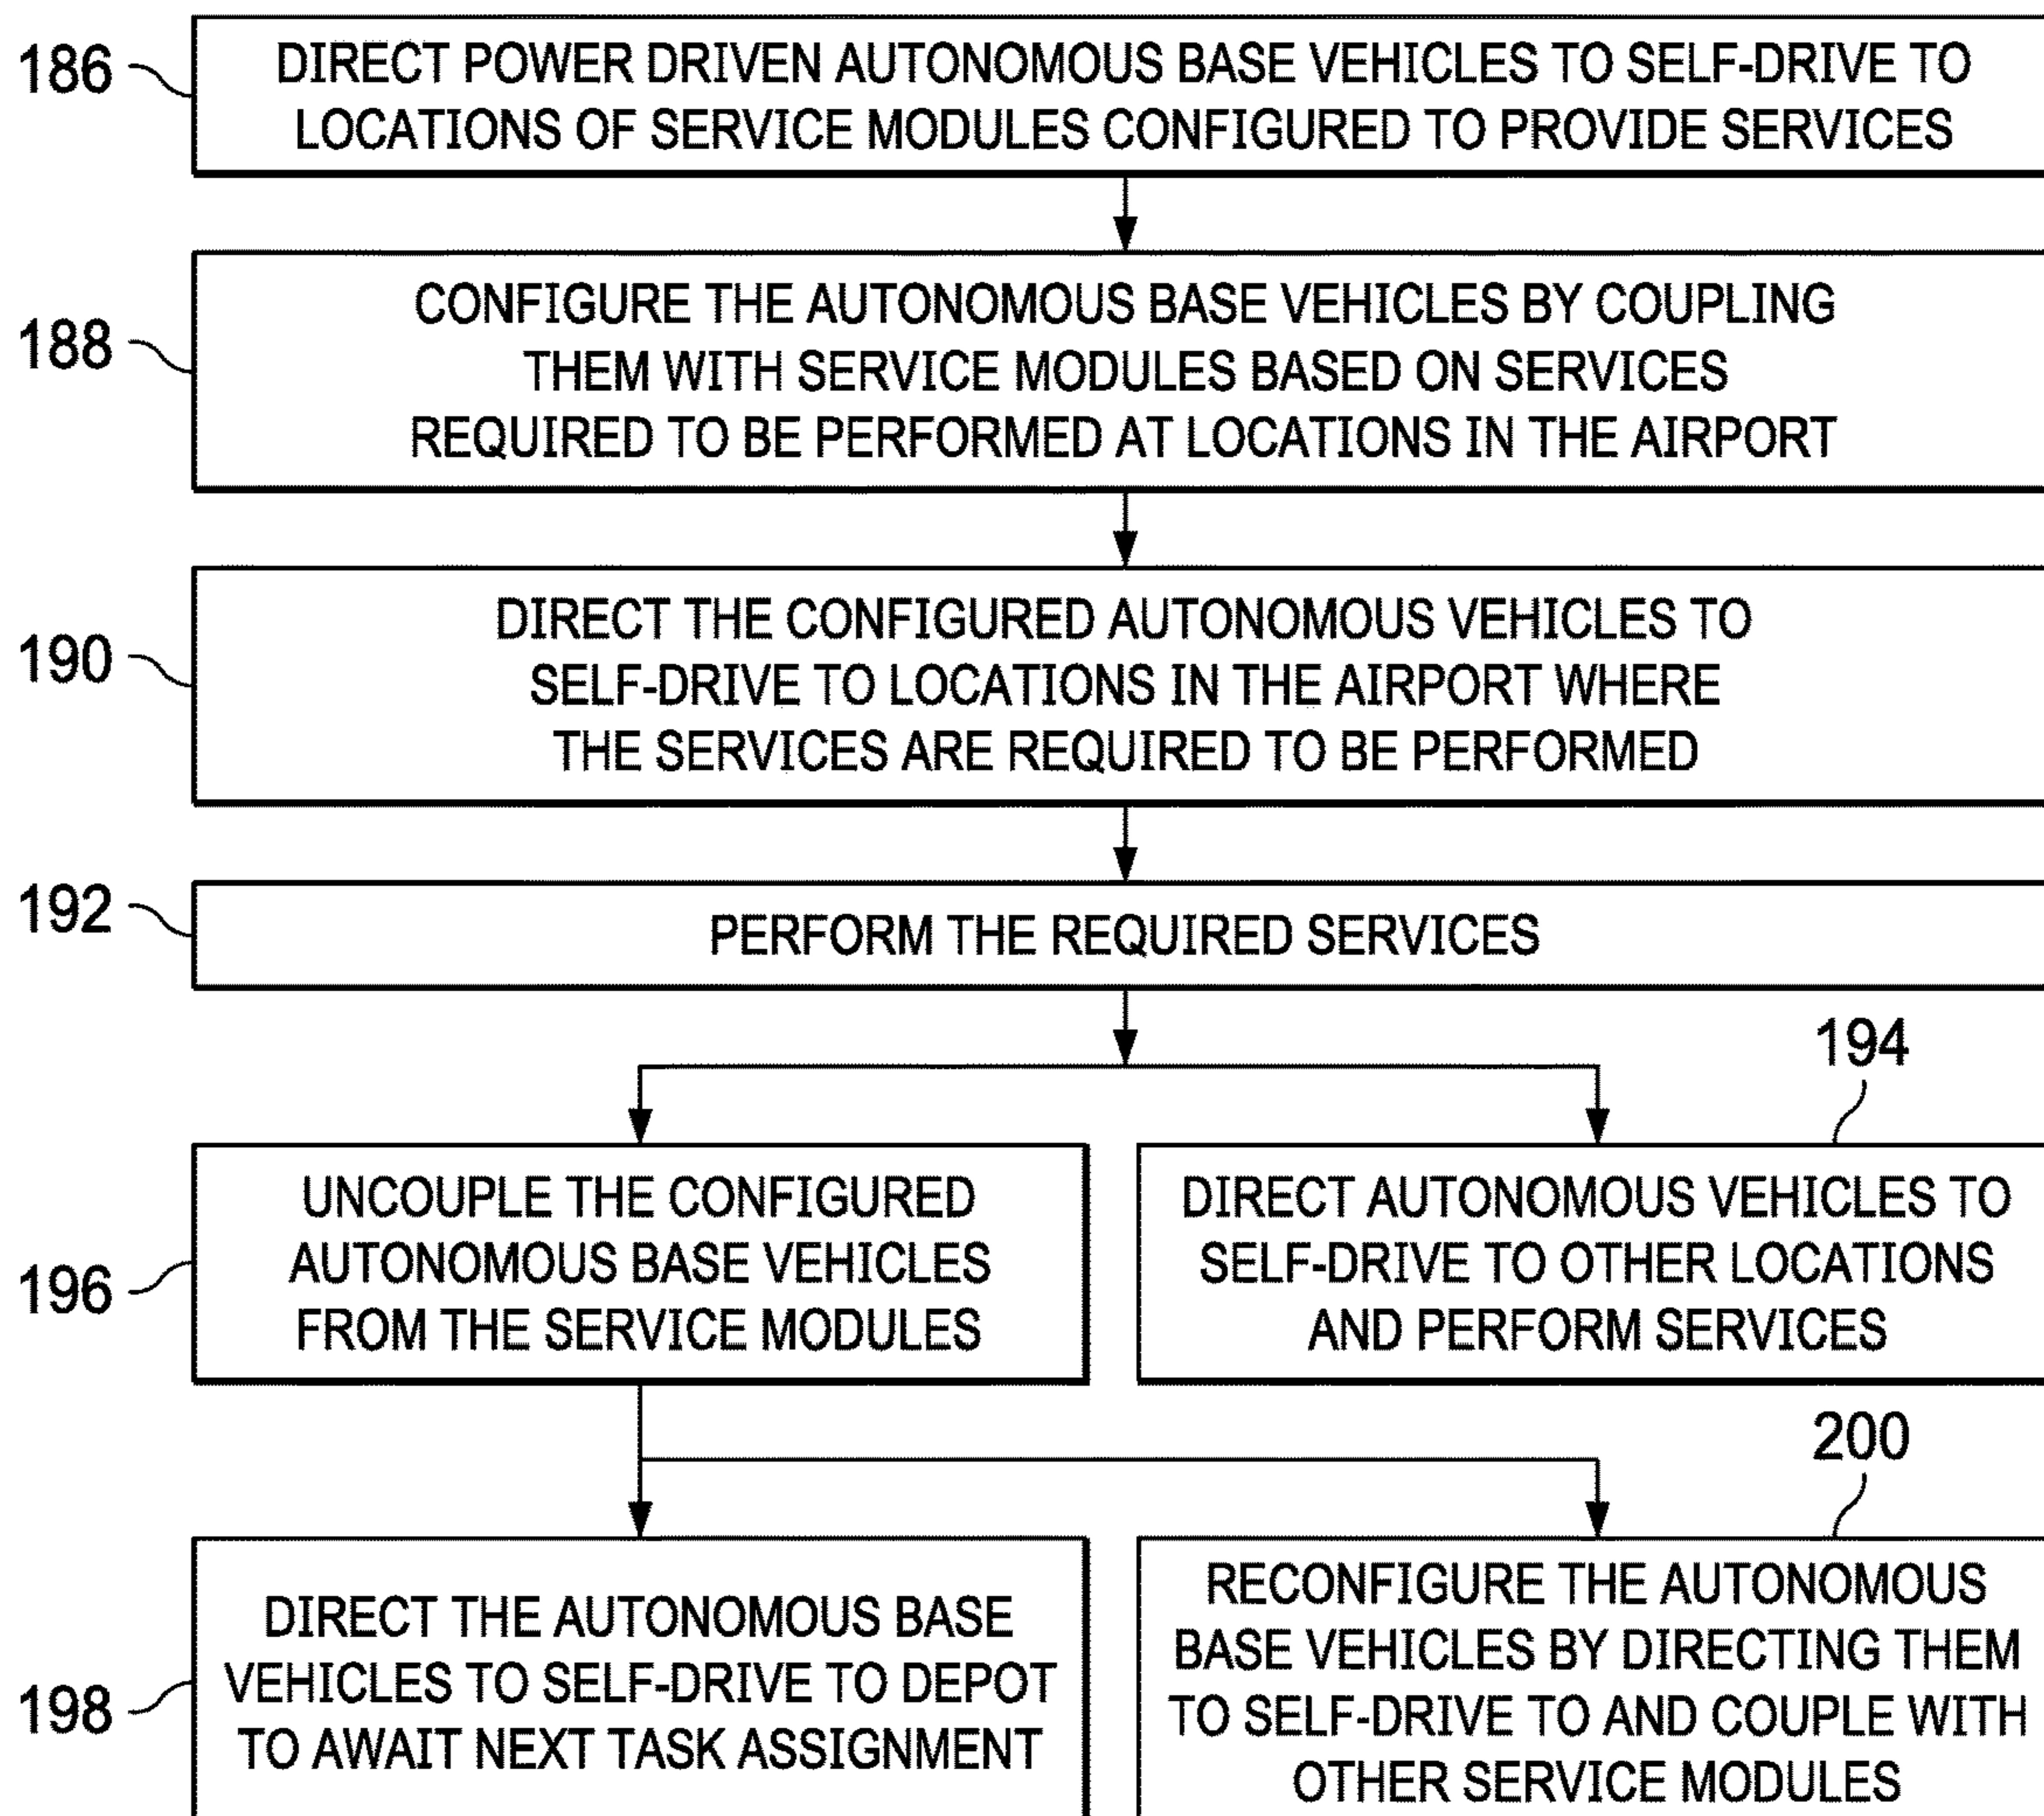 186
DIRECT POWER DRIVEN AUTONOMOUS BASE VEHICLES TO SELF-DRIVE TO
LOCATIONS OF SERVICE MODULES CONFIGURED TO PROVIDE SERVICES
188
CONFIGURE THE AUTONOMOUS BASE VEHICLES BY COUPLING
THEM WITH SERVICE MODULES BASED ON SERVICES
REQUIRED TO BE PERFORMED AT LOCATIONS IN THE AIRPORT
190
DIRECT THE CONFIGURED AUTONOMOUS VEHICLES TO
SELF-DRIVE TO LOCATIONS IN THE AIRPORT WHERE
THE SERVICES ARE REQUIRED TO BE PERFORMED
192
PERFORM THE REQUIRED SERVICES
196
UNCOUPLE THE CONFIGURED
AUTONOMOUS BASE VEHICLES
FROM THE SERVICE MODULES
194
DIRECT AUTONOMOUS VEHICLES TO
SELF-DRIVE TO OTHER LOCATIONS
AND PERFORM SERVICES
198
DIRECT THE AUTONOMOUS BASE
VEHICLES TO SELF-DRIVE TO DEPOT
TO AWAIT NEXT TASK ASSIGNMENT
200
RECONFIGURE THE AUTONOMOUS
BASE VEHICLES BY DIRECTING THEM
TO SELF-DRIVE TO AND COUPLE WITH
OTHER SERVICE MODULES